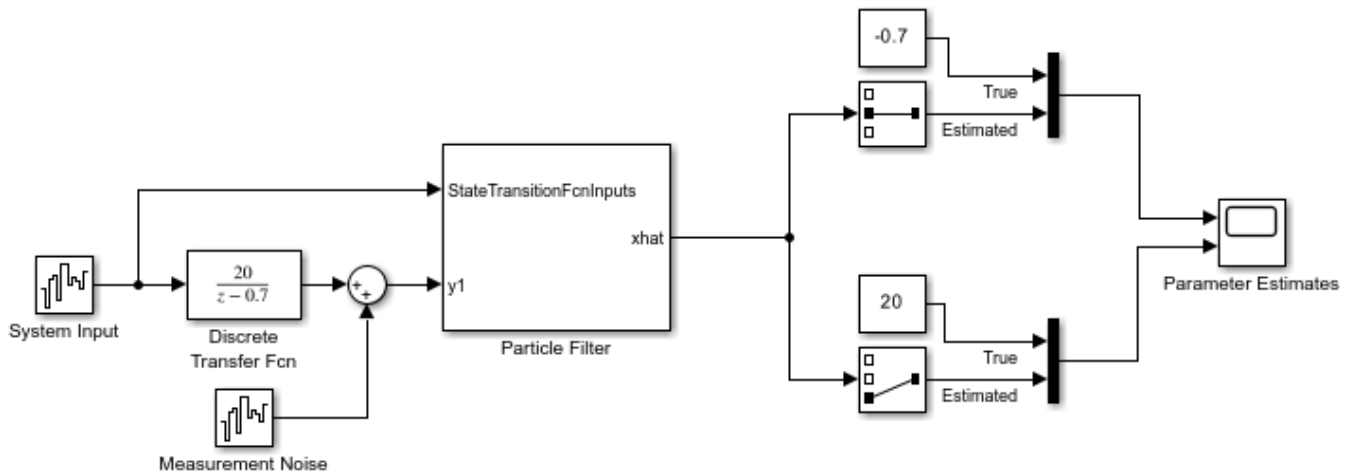 -0.7
True
Estimated
StateTransitionFcnInputs
xhat
y1
Particle Filter
System Input
20
z − 0.7
Discrete
Transfer Fcn
+
+
Measurement Noise
20
True
Estimated
Parameter Estimates